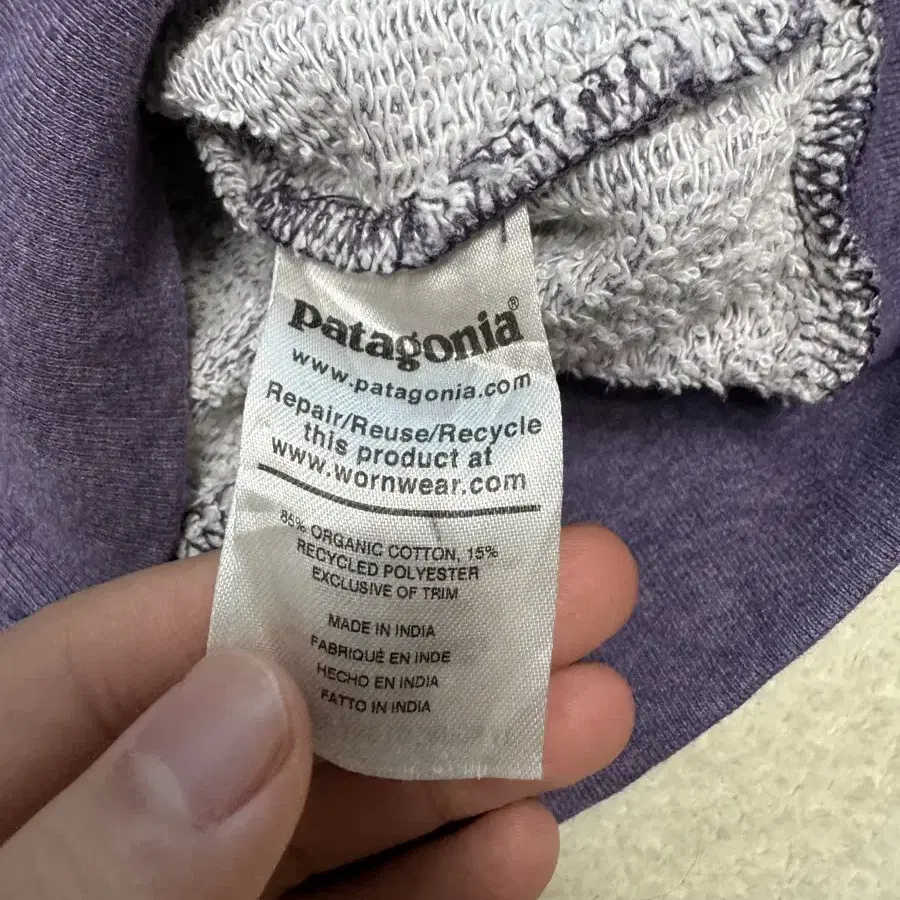 patagonia®
www.patagonia.com
Repair/Reuse/Recycle
this product at
www.wornwear.com
85% ORGANIC COTTON, 15%
RECYCLED POLYESTER
EXCLUSIVE OF TRIM
MADE IN INDIA
FABRIQUÉ EN INDE
HECHO EN INDIA
FATTO IN INDIA